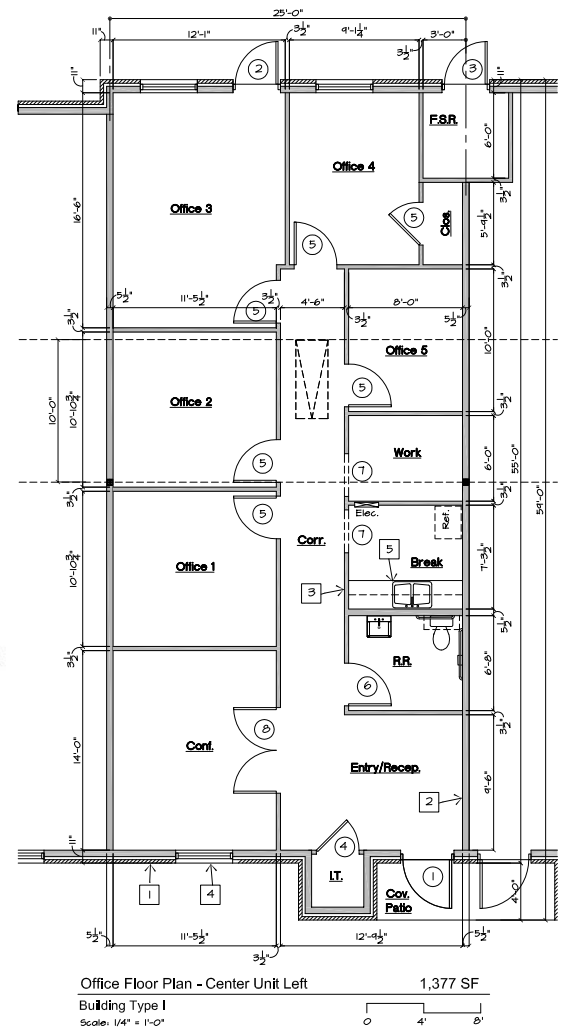 25'-0"
11" 12'-1" 3½" 9'-1¼" 3½" 3'-0"
2 3
11" 11"
F.S.R. 6'-0"
Office 4
Office 3 5 Clos. 3½"
16'-6" 5'-9½"
5 3½"
5½" 11'-5½" 3½" 4'-6" 8'-0" 5½"
5 3½"
3½"
Office 5 10'-0"
10'-0" 10'-10¾" Office 2 5
Work 6'-0" 55'-0"
5 7 59'-0"
3½" 5 Elec. Ref. 3½"
Corr. 7 5 Break 7'-3½"
10'-10¾" Office 1 3
5½"
3½" R.R. 6'-8"
6
8 3½"
14'-0" Conf. Entry/Recep. 9'-6"
2
4
11"
I.T. 1 4'-0"
1 4 Cov.
Patio
5½" 11'-5½" 12'-9½" 5½"
3½"
Office Floor Plan - Center Unit Left 1,377 SF
Building Type I
Scale: 1/4" = 1'-0" 0 4' 8'